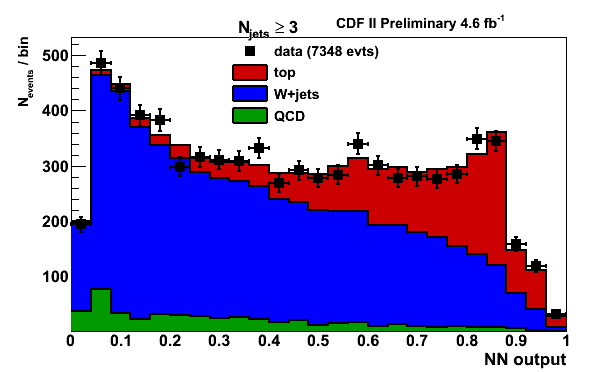 N_jets ≥ 3
CDF II Preliminary 4.6 fb⁻¹
data (7348 evts)
top
W+jets
QCD
N_events / bin
500
400
300
200
100
0 0.1 0.2 0.3 0.4 0.5 0.6 0.7 0.8 0.9 1
NN output